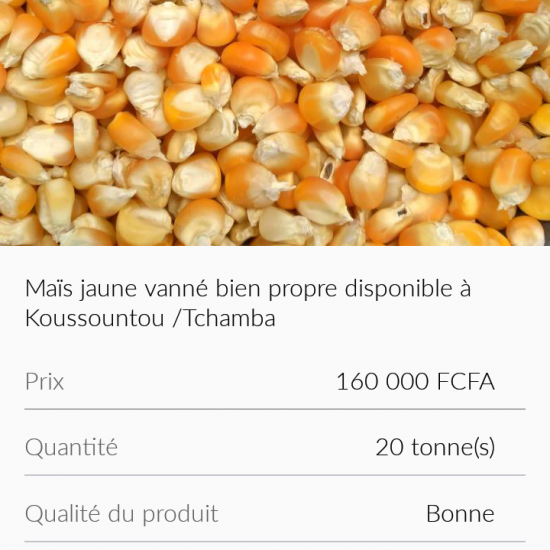 Maïs jaune vanné bien propre disponible à
Koussountou /Tchamba
Prix 160 000 FCFA
Quantité 20 tonne(s)
Qualité du produit Bonne